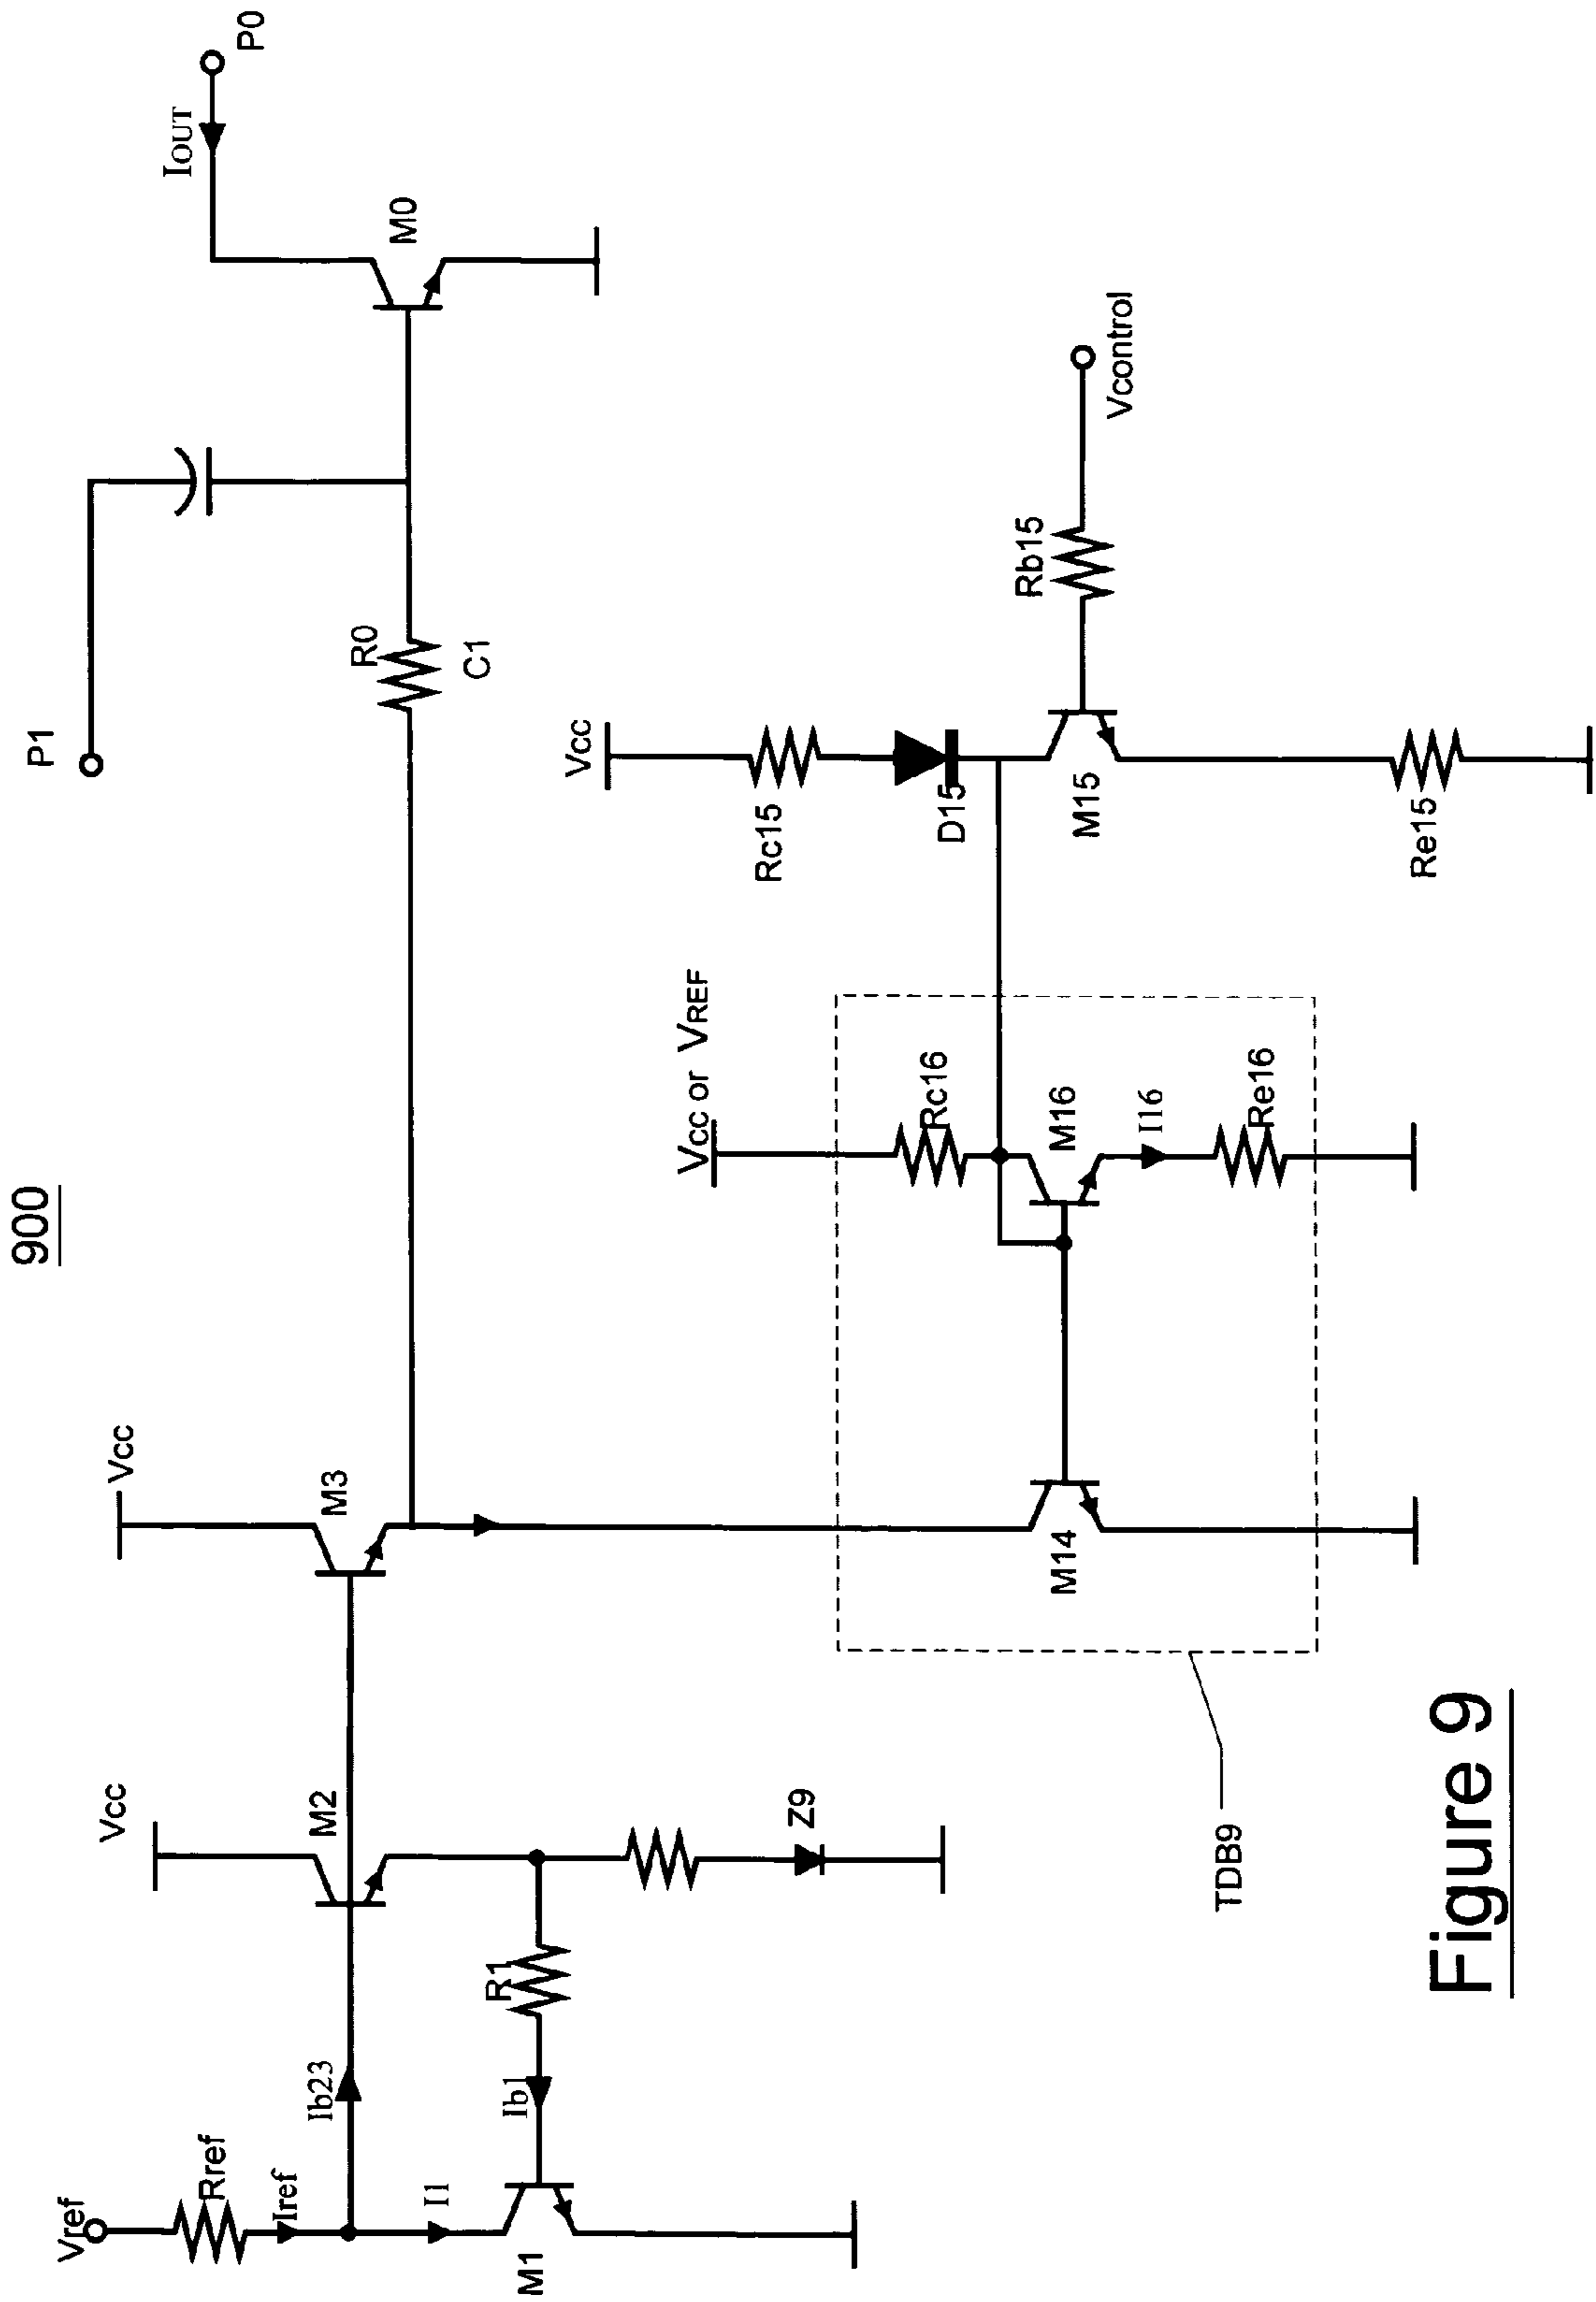 900
P1
P0
IOUT
M0
R0
C1
Vcc
M3
Vcc
M2
Vref
Rref
Iref
Ib23
I1
Ib1
R1
M1
Z9
Vcc or VREF
Rc16
M16
I16
Re16
M14
TDB9
Vcc
Rc15
D15
M15
Rb15
Vcontrol
Re15
Figure 9